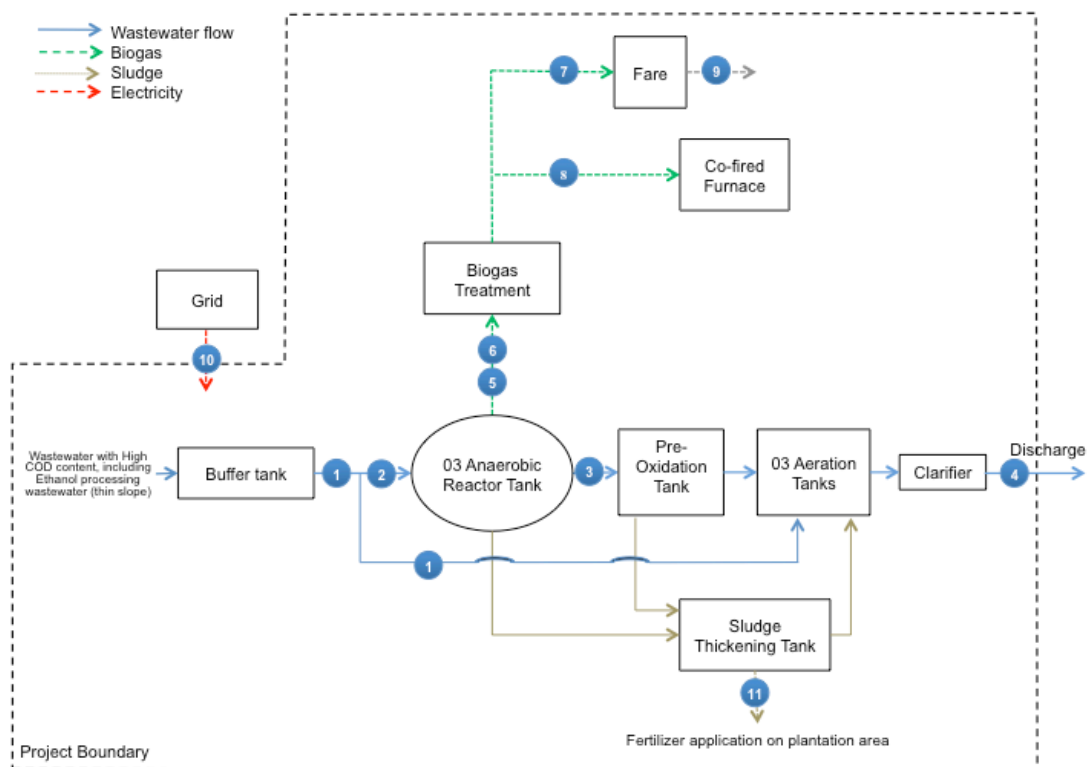 Wastewater flow
Biogas
Sludge
Electricity
7
Fare
9
8
Co-fired
Furnace
Biogas
Treatment
Grid
10
6
5
Wastewater with High
COD content, including
Ethanol processing
wastewater (thin slope)
Buffer tank
1
2
03 Anaerobic
Reactor Tank
3
Pre-
Oxidation
Tank
03 Aeration
Tanks
Clarifier
4
Discharge
1
Sludge
Thickening Tank
11
Fertilizer application on plantation area
Project Boundary